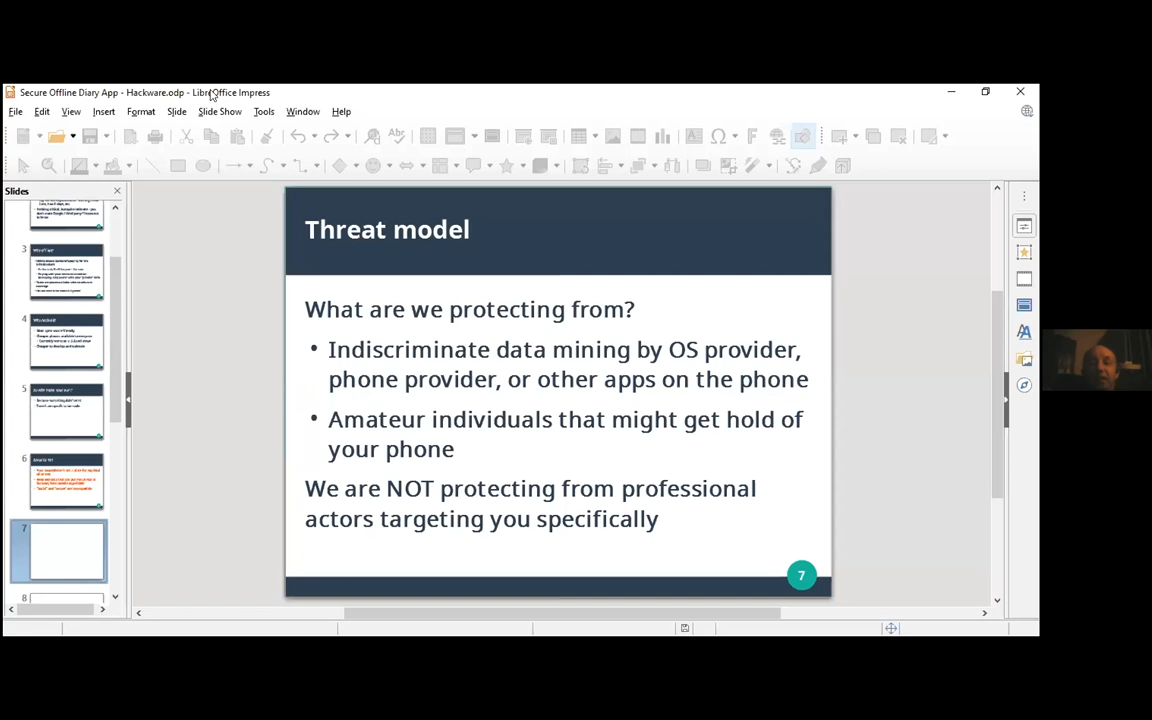 Secure Offline Diary App - Hackware.odp - LibreOffice Impress
File Edit View Insert Format Slide Slide Show Tools Window Help
Slides
3
4
5
6
7
8
Threat model
What are we protecting from?
• Indiscriminate data mining by OS provider,
phone provider, or other apps on the phone
• Amateur individuals that might get hold of
your phone
We are NOT protecting from professional
actors targeting you specifically
7